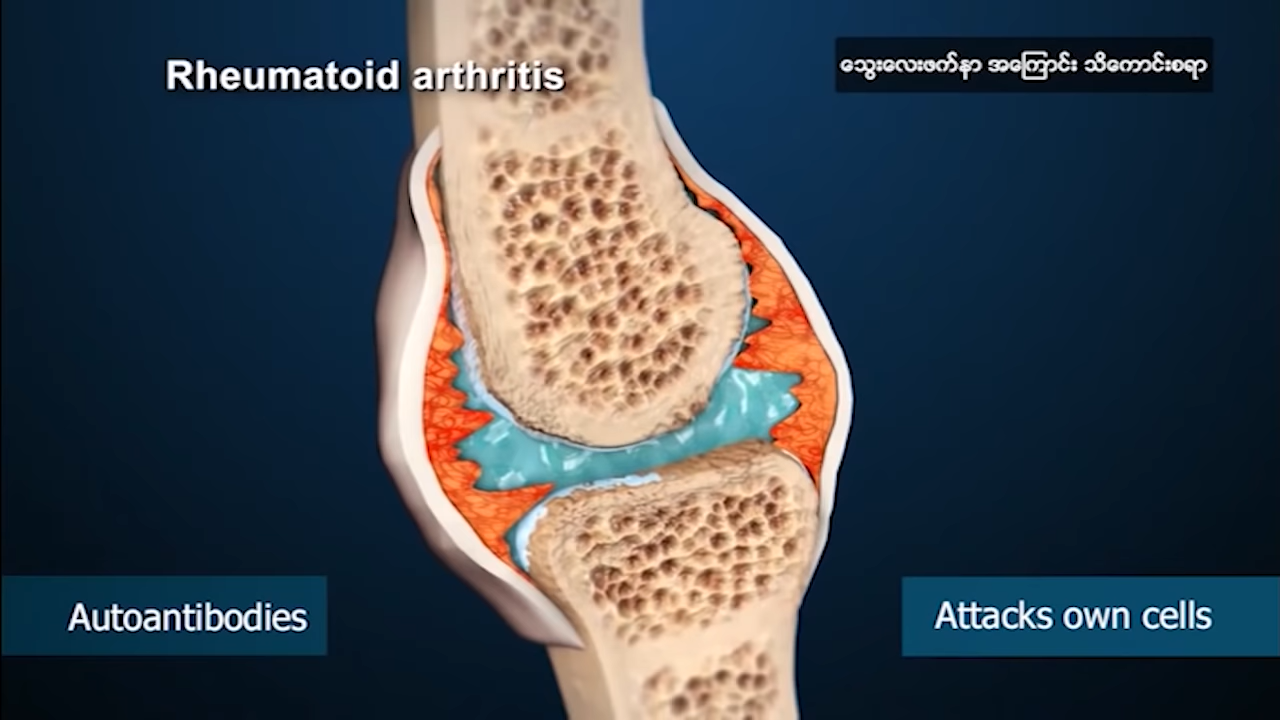 Rheumatoid arthritis
သွေးလေးဖက်နာ အကြောင်း သိကောင်းစရာ
Autoantibodies
Attacks own cells